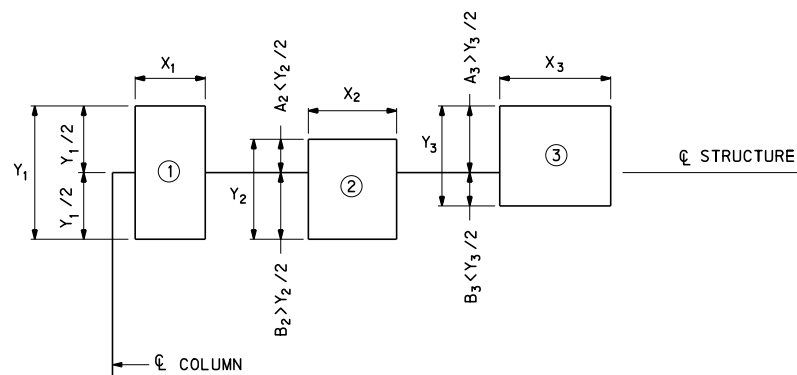 X1
A2<Y2/2
X2
A3>Y3/2
X3
Y1
Y1/2
Y1/2
①
Y2
②
Y3
③
℄ STRUCTURE
B2>Y2/2
B3<Y3/2
℄ COLUMN